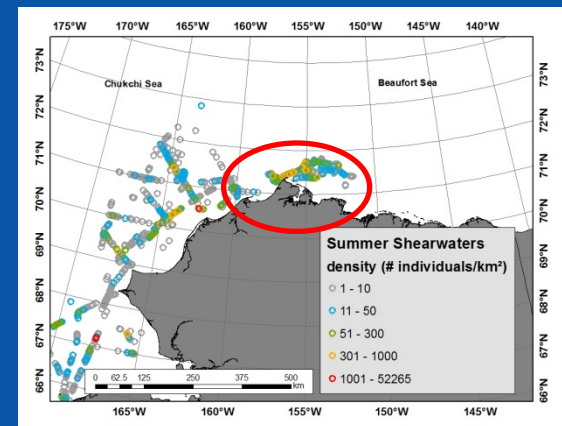 175°W 170°W 165°W 160°W 155°W 150°W 145°W 140°W
Chukchi Sea Beaufort Sea
73°N 73°N
72°N 72°N
71°N 71°N
70°N 70°N
69°N 69°N
68°N 68°N
67°N 67°N
66°N 66°N
Summer Shearwaters
density (# individuals/km²)
1 - 10
11 - 50
51 - 300
301 - 1000
1001 - 52265
0 62.5 125 250 375 500
km
165°W 160°W 155°W 150°W 145°W